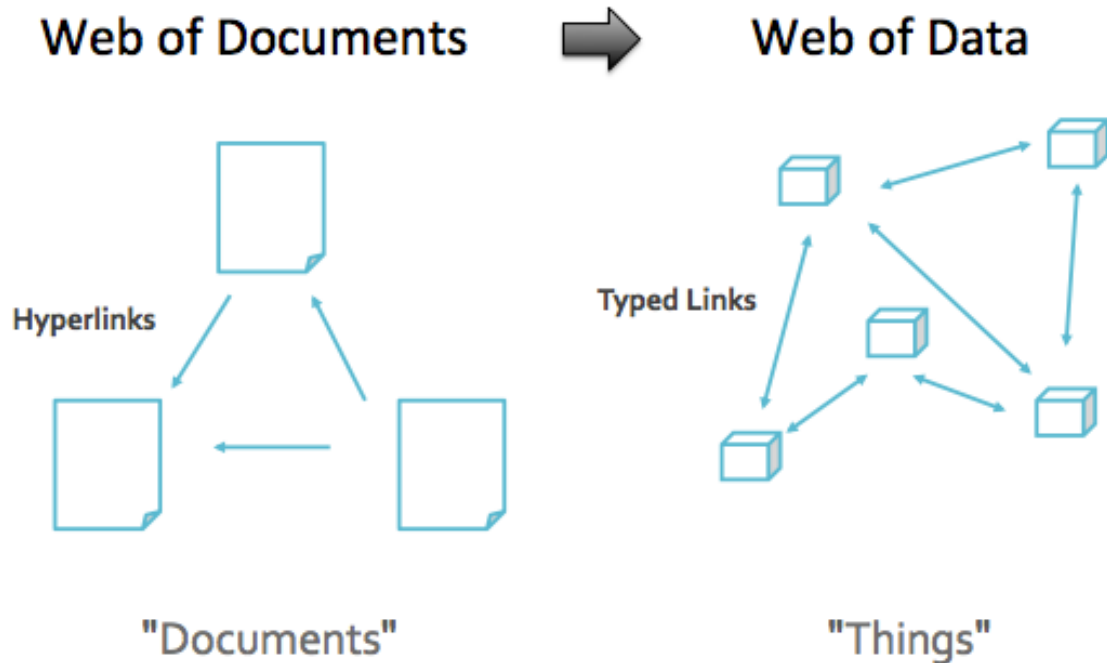 Web of Documents
Web of Data
Hyperlinks
Typed Links
"Documents"
"Things"